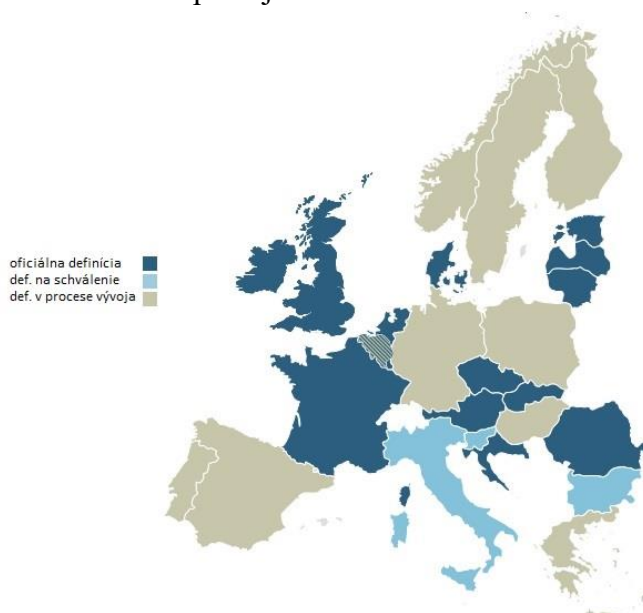 oficiálna definícia
def. na schválenie
def. v procese vývoja